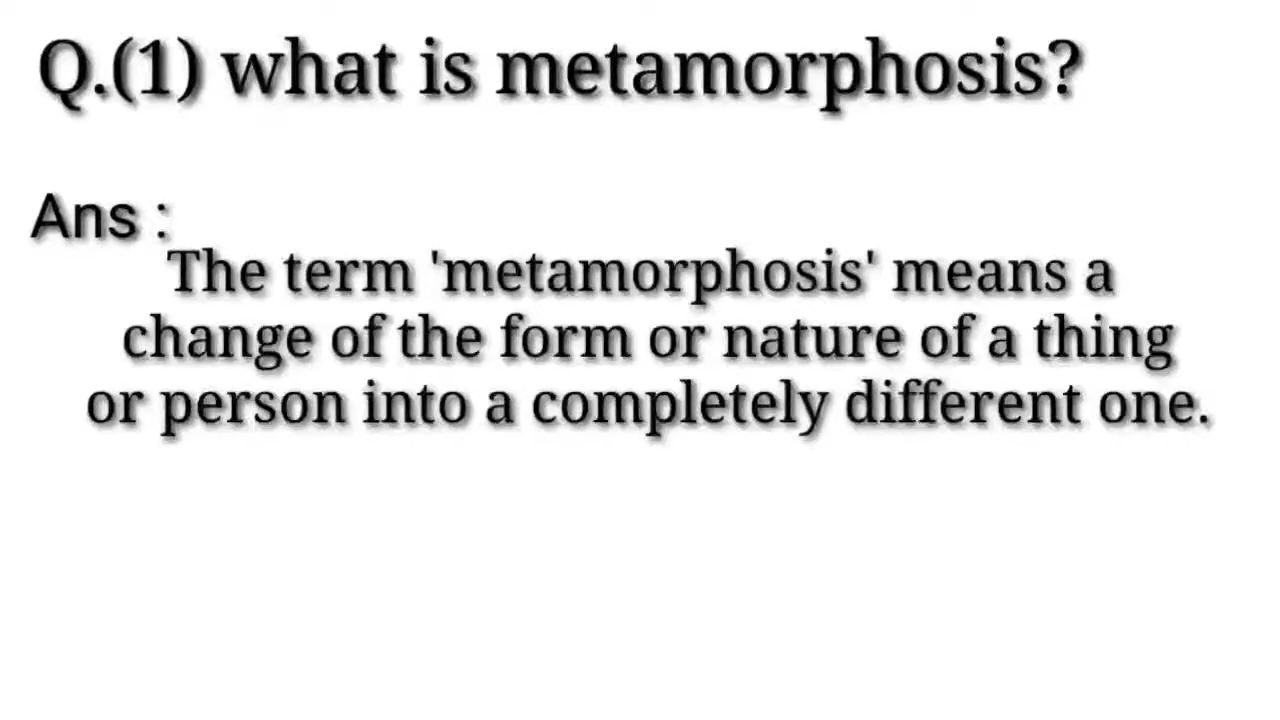 Q.(1) what is metamorphosis?
Ans :
The term 'metamorphosis' means a
change of the form or nature of a thing
or person into a completely different one.